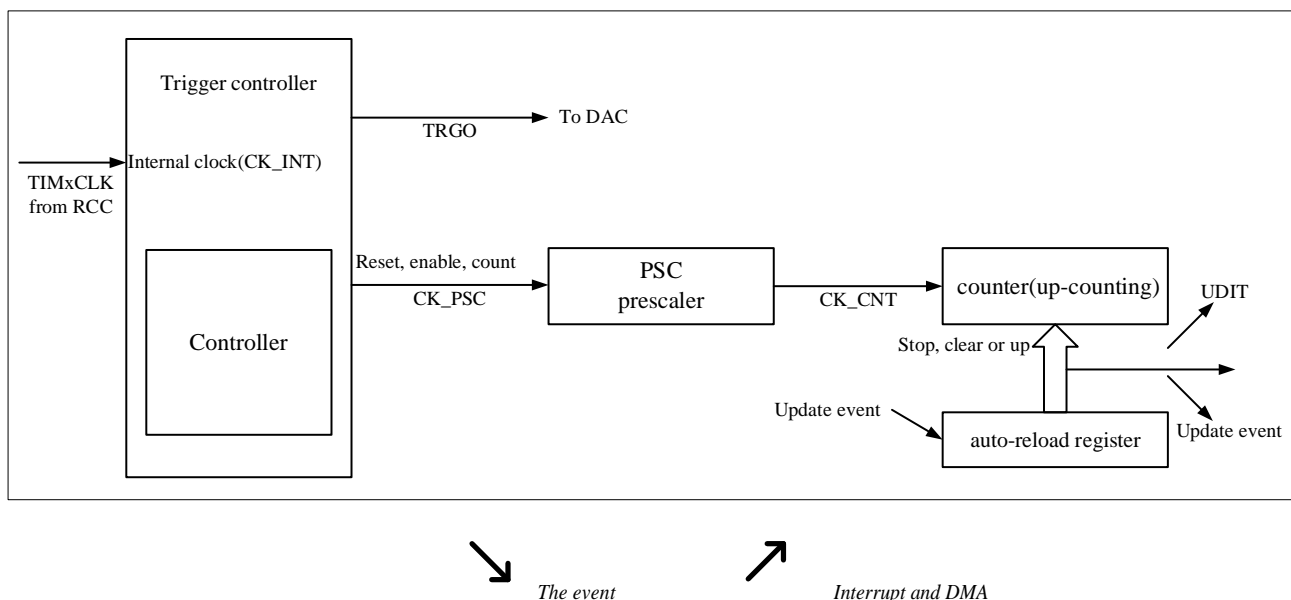 Trigger controller
TRGO
To DAC
Internal clock(CK_INT)
TIMxCLK
from RCC
Reset, enable, count
CK_PSC
PSC
prescaler
CK_CNT
counter(up-counting)
UDIT
Controller
Stop, clear or up
Update event
auto-reload register
Update event
The event
Interrupt and DMA